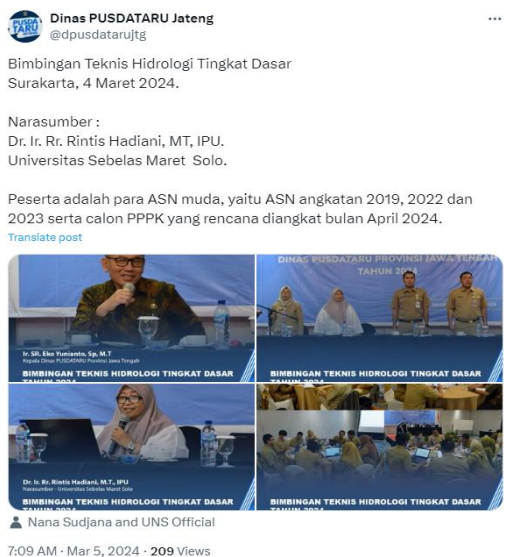 PUSDA
TARU
Dinas PUSDATARU Jateng
@dpusdatarujtg
Bimbingan Teknis Hidrologi Tingkat Dasar
Surakarta, 4 Maret 2024.
Narasumber :
Dr. Ir. Rr. Rintis Hadiani, MT, IPU.
Universitas Sebelas Maret Solo.
Peserta adalah para ASN muda, yaitu ASN angkatan 2019, 2022 dan
2023 serta calon PPPK yang rencana diangkat bulan April 2024.
Translate post
Ir. SR. Eko Yunianto, Sp, M.T
Kepala Dinas PUSDATARU Provinsi Jawa Tengah
BIMBINGAN TEKNIS HIDROLOGI TINGKAT DASAR
TAHUN 2024
DINAS PUSDATARU PROVINSI JAWA TENGAH
TAHUN 2024
BIMBINGAN TEKNIS HIDROLOGI TINGKAT DASAR
TAHUN 2024
Dr. Ir. Rr. Rintis Hadiani, M.T., IPU
Narasumber - Universitas Sebelas Maret Solo
BIMBINGAN TEKNIS HIDROLOGI TINGKAT DASAR
TAHUN 2024
BIMBINGAN TEKNIS HIDROLOGI TINGKAT DASAR
TAHUN 2024
Nana Sudjana and UNS Official
7:09 AM · Mar 5, 2024 · 209 Views